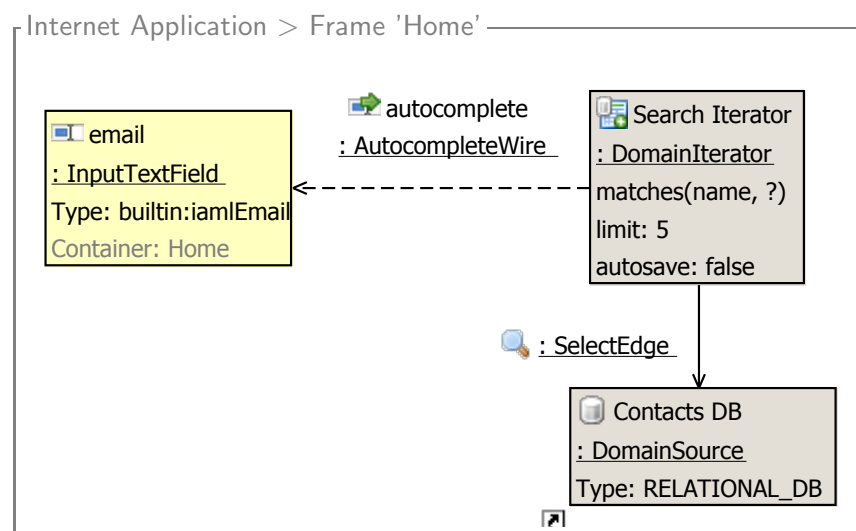 Internet Application > Frame 'Home'
email
: InputTextField
Type: builtin:iamlEmail
Container: Home
autocomplete
: AutocompleteWire
Search Iterator
: DomainIterator
matches(name, ?)
limit: 5
autosave: false
: SelectEdge
Contacts DB
: DomainSource
Type: RELATIONAL_DB